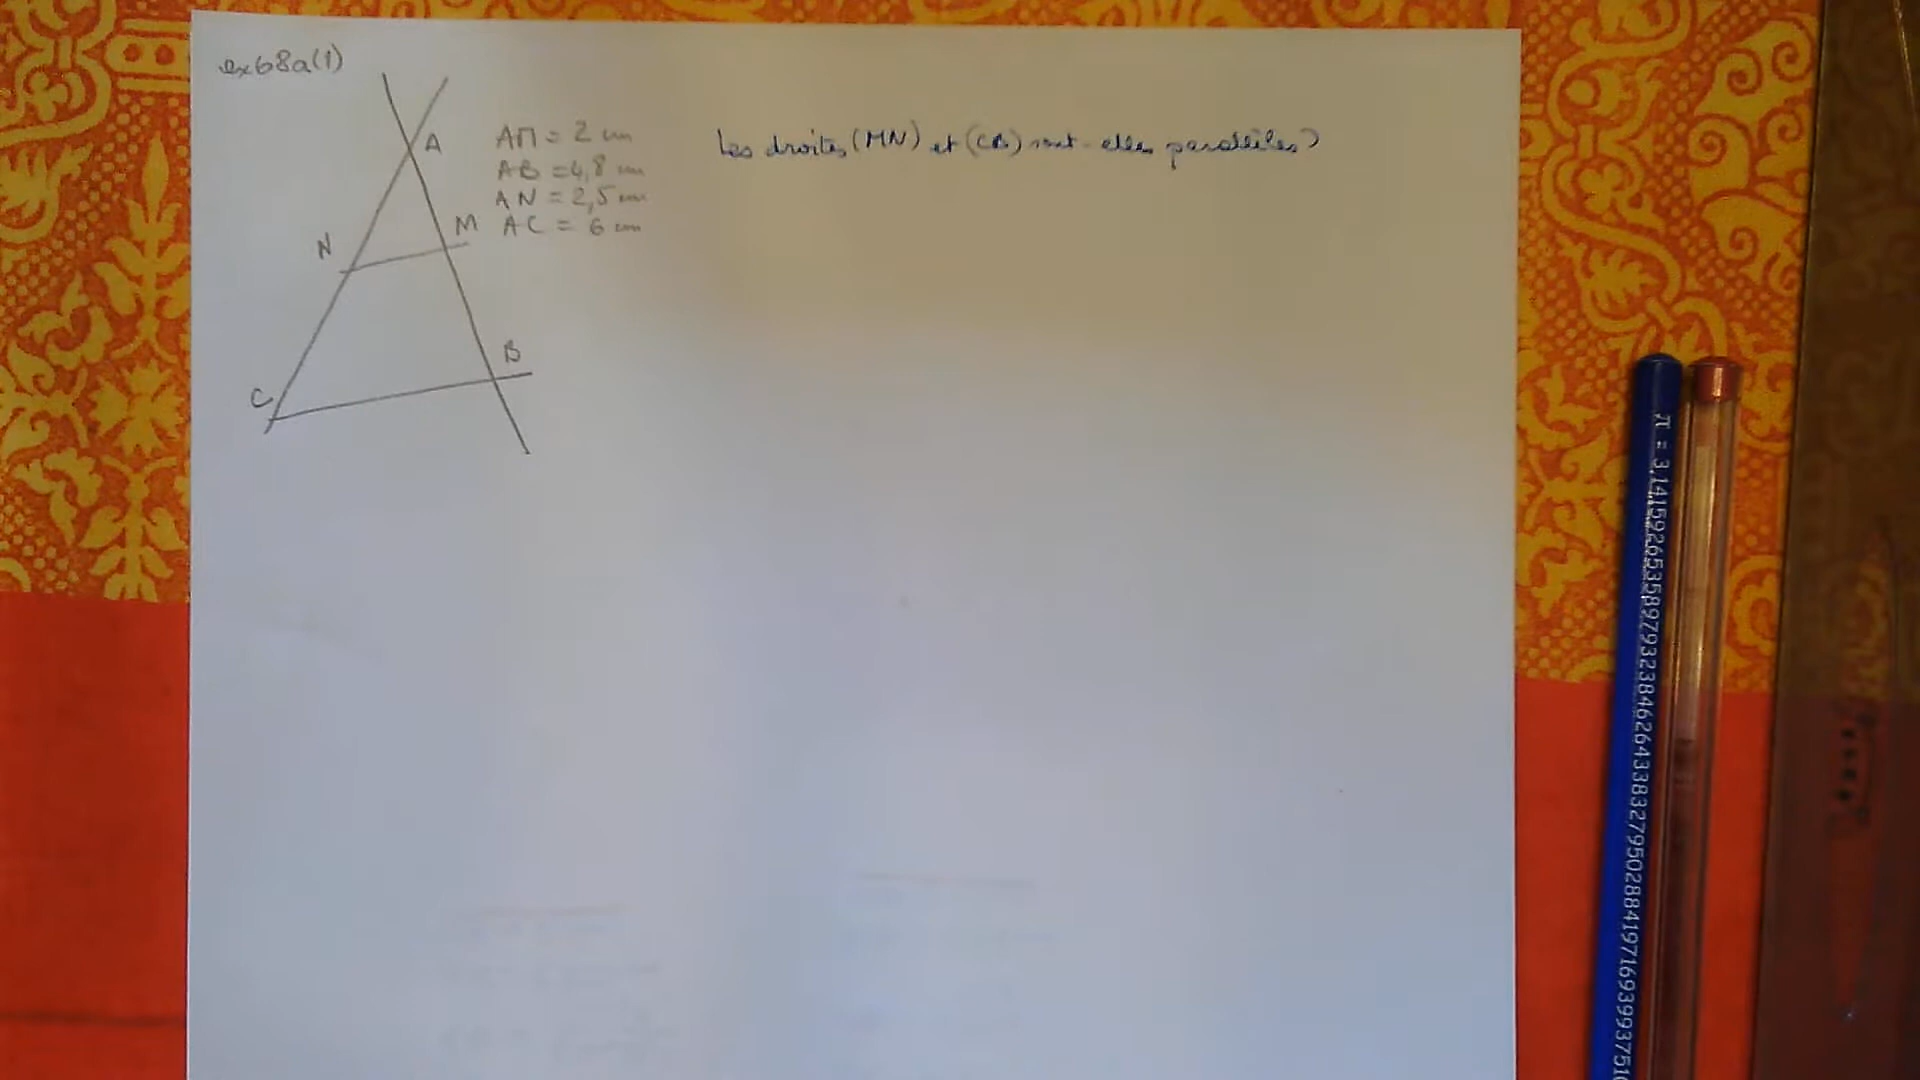 ex68a(1)
A
AM = 2 cm
Les droites (MN) et (CB) sont-elles parallèles ?
AB = 4,8 cm
AN = 2,5 cm
N
M
AC = 6 cm
B
C
π = 3,1415926535897932384626433832795028841971693993751